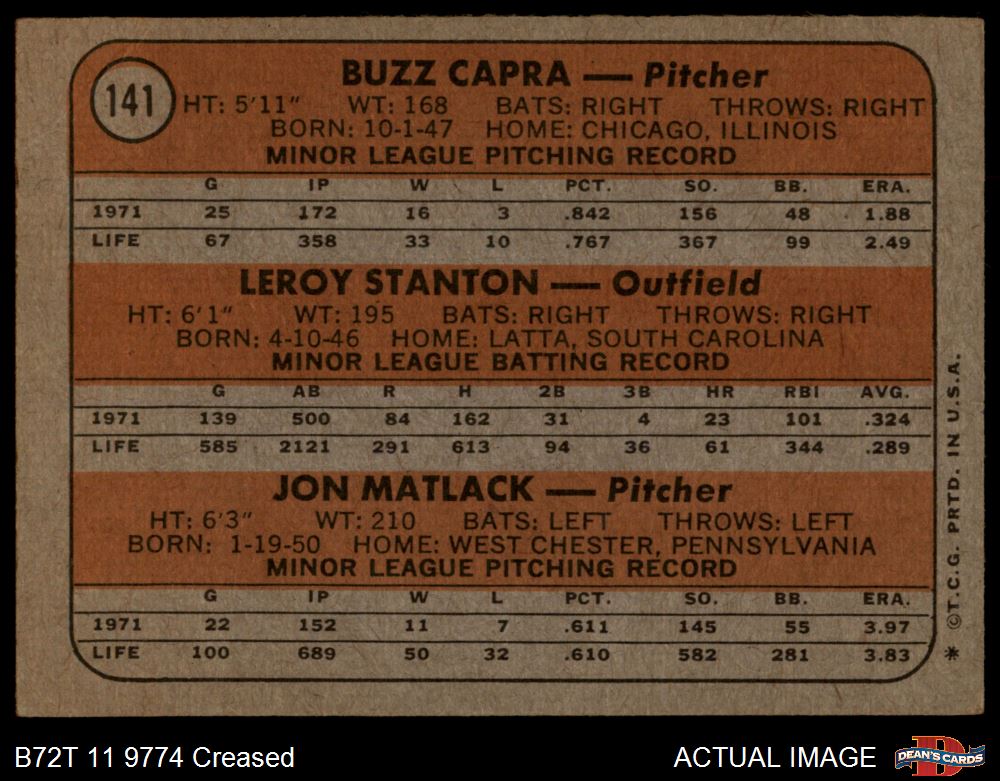 141
BUZZ CAPRA — Pitcher
HT: 5'11" WT: 168 BATS: RIGHT THROWS: RIGHT
BORN: 10-1-47 HOME: CHICAGO, ILLINOIS
MINOR LEAGUE PITCHING RECORD
G IP W L PCT. SO. BB. ERA.
1971 25 172 16 3 .842 156 48 1.88
LIFE 67 358 33 10 .767 367 99 2.49
LEROY STANTON — Outfield
HT: 6'1" WT: 195 BATS: RIGHT THROWS: RIGHT
BORN: 4-10-46 HOME: LATTA, SOUTH CAROLINA
MINOR LEAGUE BATTING RECORD
G AB R H 2B 3B HR RBI AVG.
1971 139 500 84 162 31 4 23 101 .324
LIFE 585 2121 291 613 94 36 61 344 .289
JON MATLACK — Pitcher
HT: 6'3" WT: 210 BATS: LEFT THROWS: LEFT
BORN: 1-19-50 HOME: WEST CHESTER, PENNSYLVANIA
MINOR LEAGUE PITCHING RECORD
G IP W L PCT. SO. BB. ERA.
1971 22 152 11 7 .611 145 55 3.97
LIFE 100 689 50 32 .610 582 281 3.83
* ©T.C.G. PRTD. IN U.S.A.
B72T 11 9774 Creased
ACTUAL IMAGE
D
DEAN'S CARDS